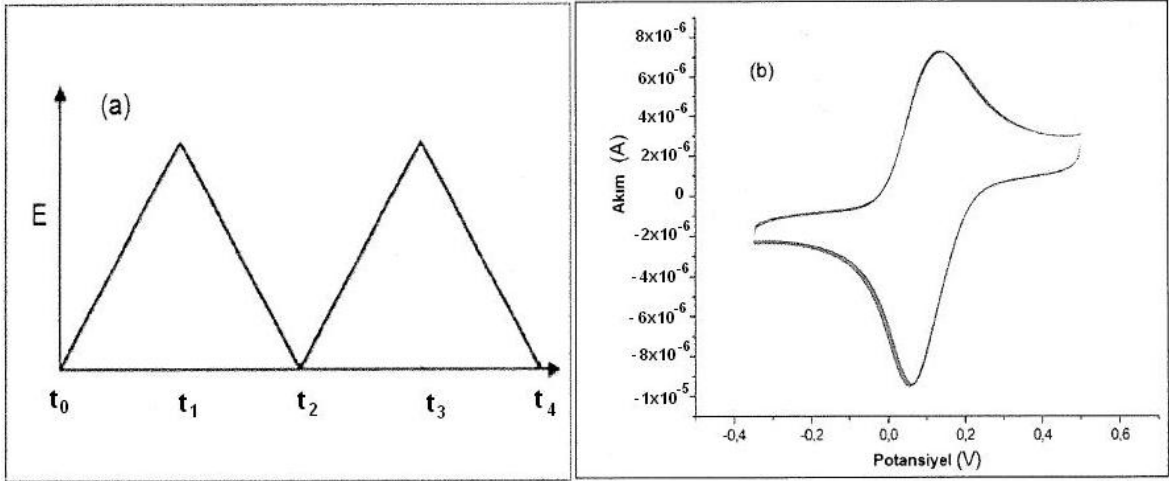 (a)
E
t₀ t₁ t₂ t₃ t₄
(b)
Akım (A)
8x10⁻⁶
6x10⁻⁶
4x10⁻⁶
2x10⁻⁶
0
-2x10⁻⁶
-4x10⁻⁶
-6x10⁻⁶
-8x10⁻⁶
-1x10⁻⁵
-0,4 -0,2 0,0 0,2 0,4 0,6
Potansiyel (V)